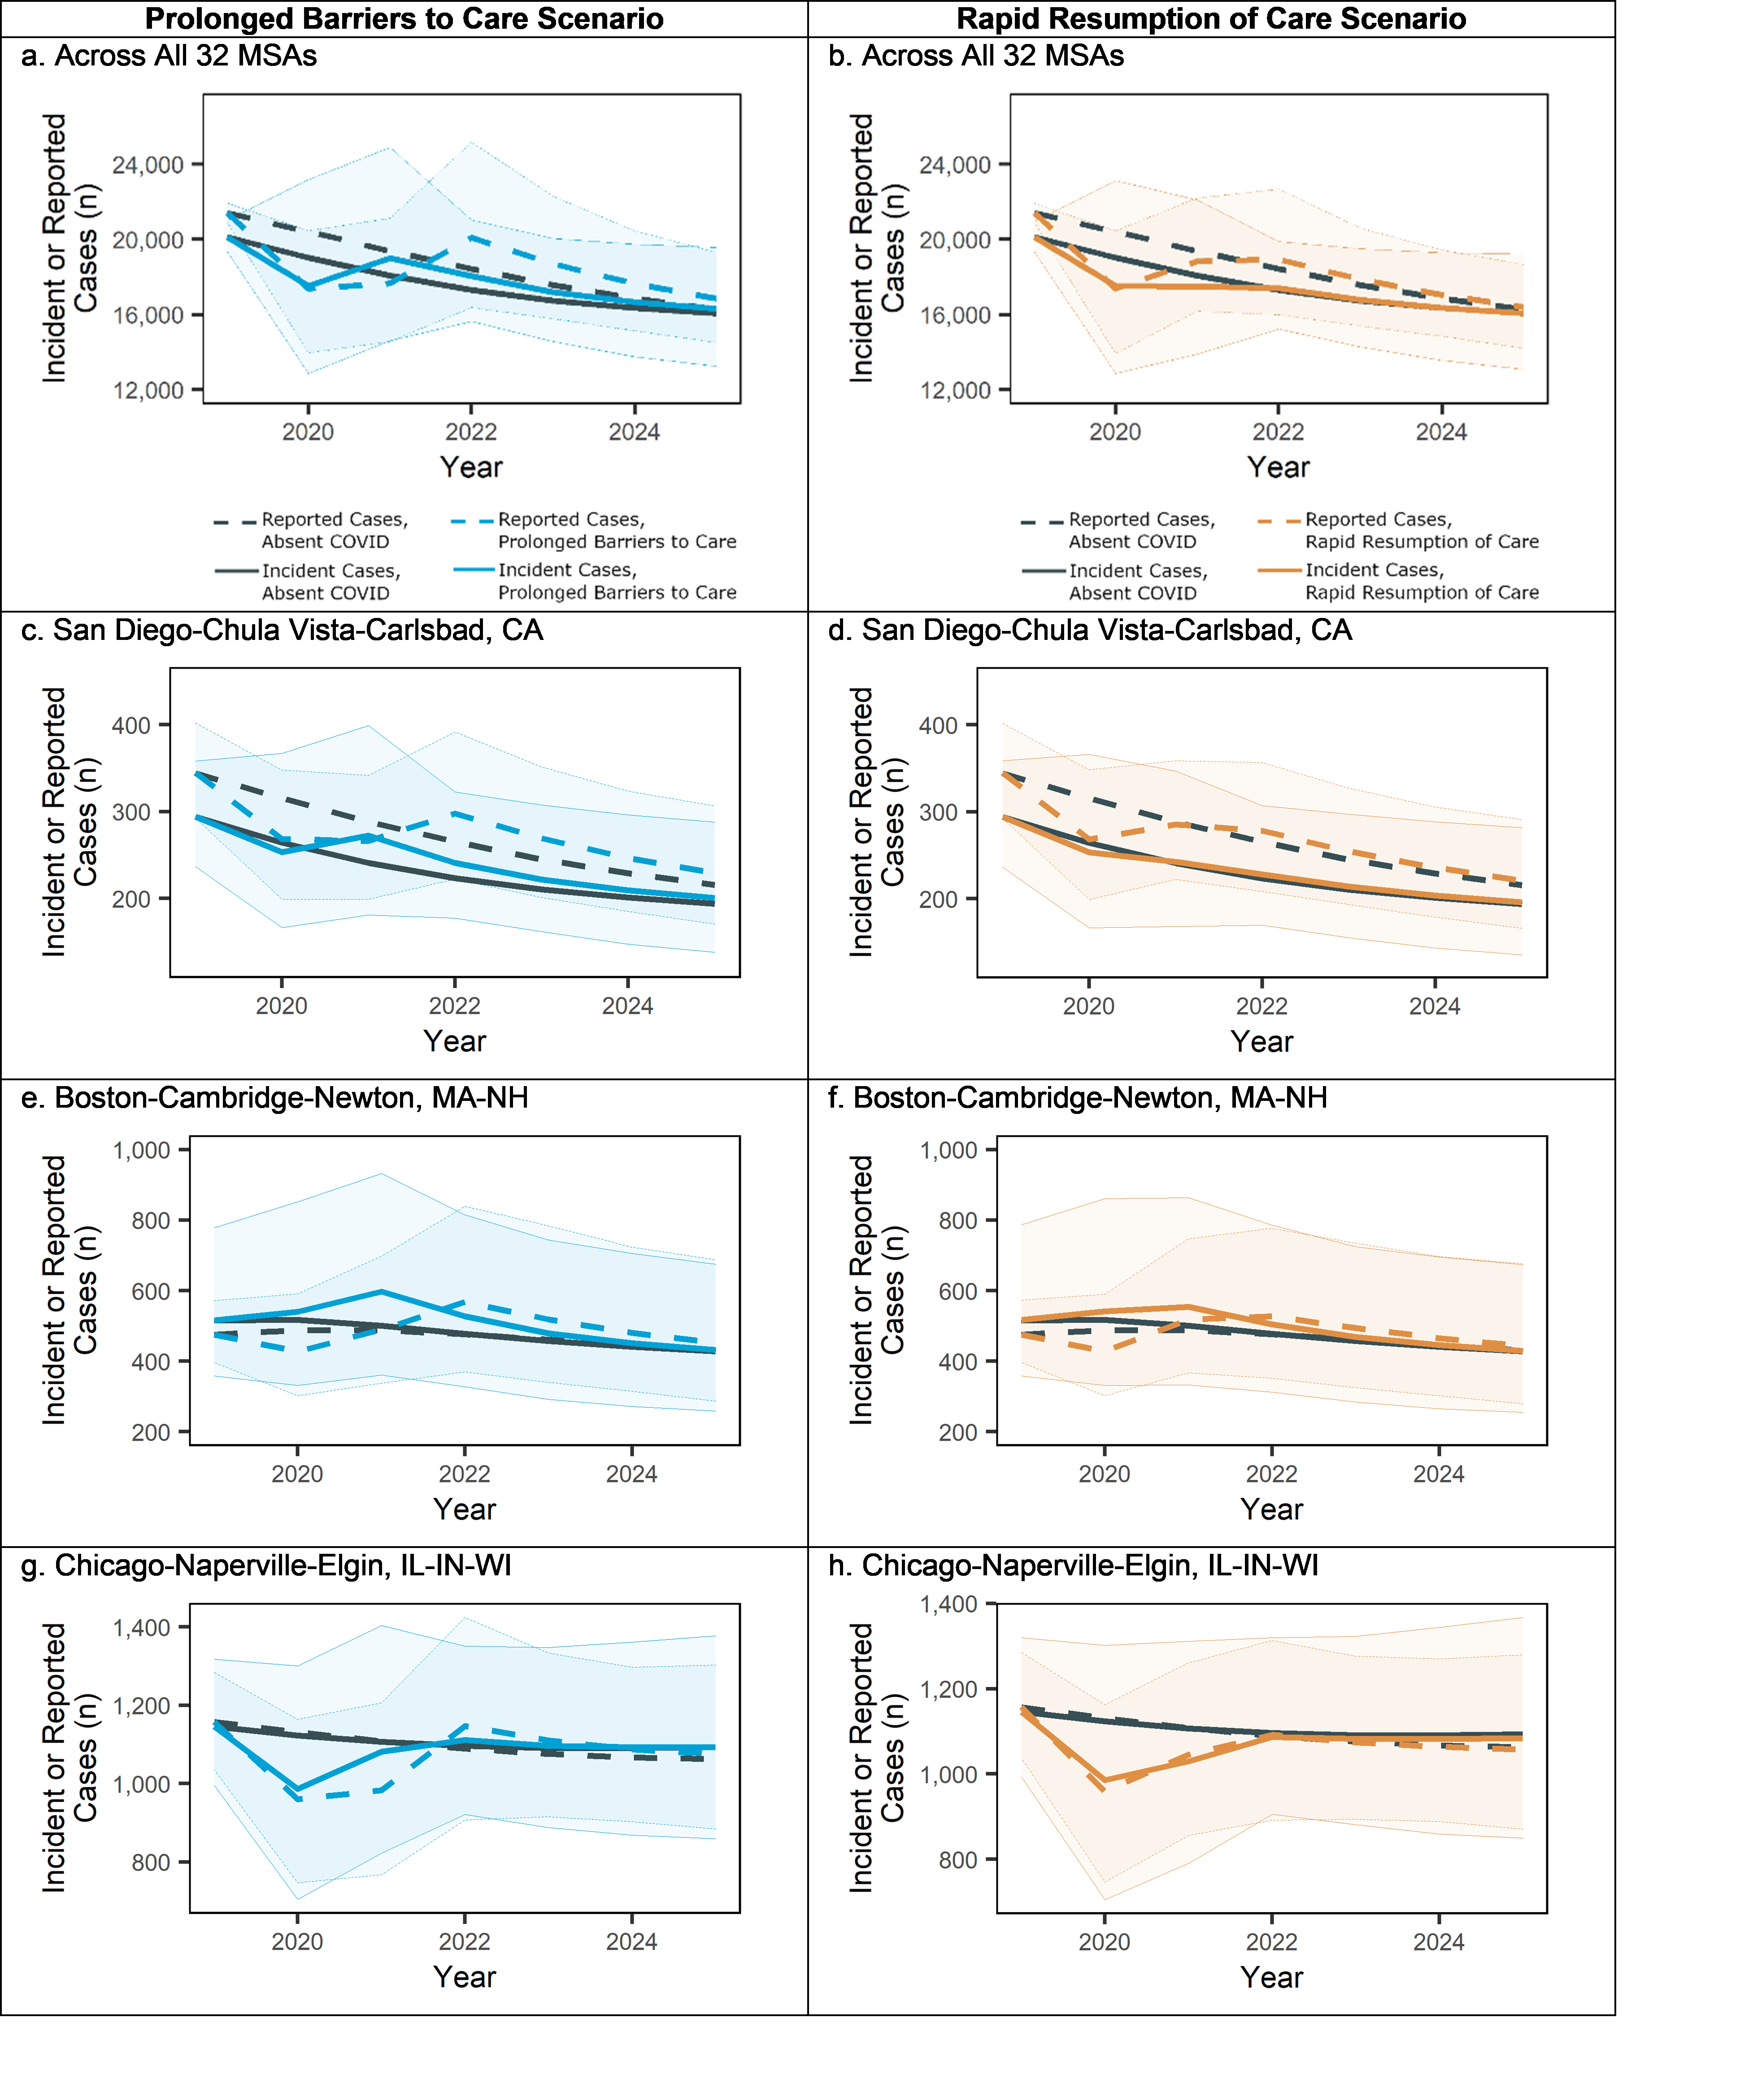 Prolonged Barriers to Care Scenario
Rapid Resumption of Care Scenario
a. Across All 32 MSAs
Incident or Reported
Cases (n)
24,000
20,000
16,000
12,000
2020
2022
2024
Year
Reported Cases,
Absent COVID
Reported Cases,
Prolonged Barriers to Care
Incident Cases,
Absent COVID
Incident Cases,
Prolonged Barriers to Care
b. Across All 32 MSAs
Incident or Reported
Cases (n)
24,000
20,000
16,000
12,000
2020
2022
2024
Year
Reported Cases,
Absent COVID
Reported Cases,
Rapid Resumption of Care
Incident Cases,
Absent COVID
Incident Cases,
Rapid Resumption of Care
c. San Diego-Chula Vista-Carlsbad, CA
Incident or Reported
Cases (n)
400
300
200
2020
2022
2024
Year
d. San Diego-Chula Vista-Carlsbad, CA
Incident or Reported
Cases (n)
400
300
200
2020
2022
2024
Year
e. Boston-Cambridge-Newton, MA-NH
Incident or Reported
Cases (n)
1,000
800
600
400
200
2020
2022
2024
Year
f. Boston-Cambridge-Newton, MA-NH
Incident or Reported
Cases (n)
1,000
800
600
400
200
2020
2022
2024
Year
g. Chicago-Naperville-Elgin, IL-IN-WI
Incident or Reported
Cases (n)
1,400
1,200
1,000
800
2020
2022
2024
Year
h. Chicago-Naperville-Elgin, IL-IN-WI
Incident or Reported
Cases (n)
1,400
1,200
1,000
800
2020
2022
2024
Year